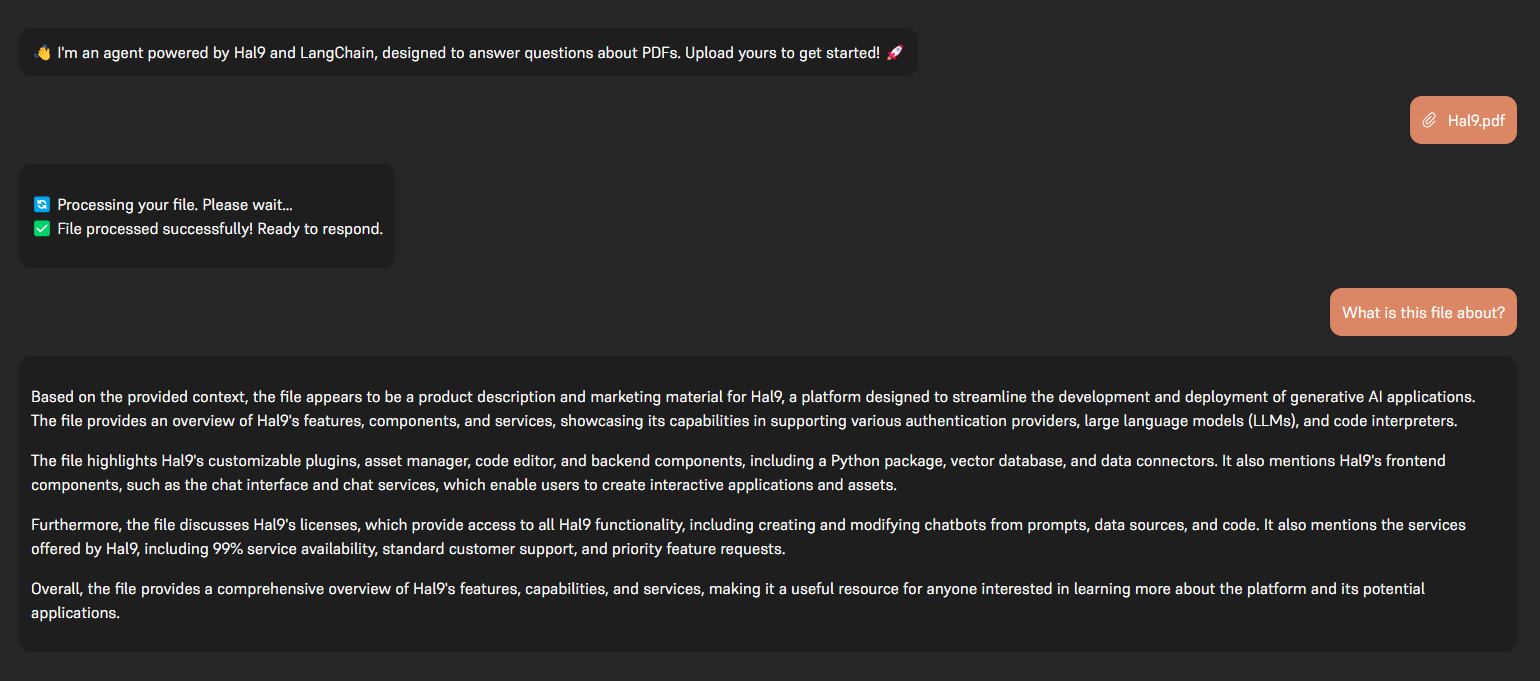 👋 I'm an agent powered by Hal9 and LangChain, designed to answer questions about PDFs. Upload yours to get started! 🚀
Hal9.pdf
🔄 Processing your file. Please wait...
✅ File processed successfully! Ready to respond.
What is this file about?
Based on the provided context, the file appears to be a product description and marketing material for Hal9, a platform designed to streamline the development and deployment of generative AI applications.
The file provides an overview of Hal9's features, components, and services, showcasing its capabilities in supporting various authentication providers, large language models (LLMs), and code interpreters.
The file highlights Hal9's customizable plugins, asset manager, code editor, and backend components, including a Python package, vector database, and data connectors. It also mentions Hal9's frontend
components, such as the chat interface and chat services, which enable users to create interactive applications and assets.
Furthermore, the file discusses Hal9's licenses, which provide access to all Hal9 functionality, including creating and modifying chatbots from prompts, data sources, and code. It also mentions the services
offered by Hal9, including 99% service availability, standard customer support, and priority feature requests.
Overall, the file provides a comprehensive overview of Hal9's features, capabilities, and services, making it a useful resource for anyone interested in learning more about the platform and its potential
applications.